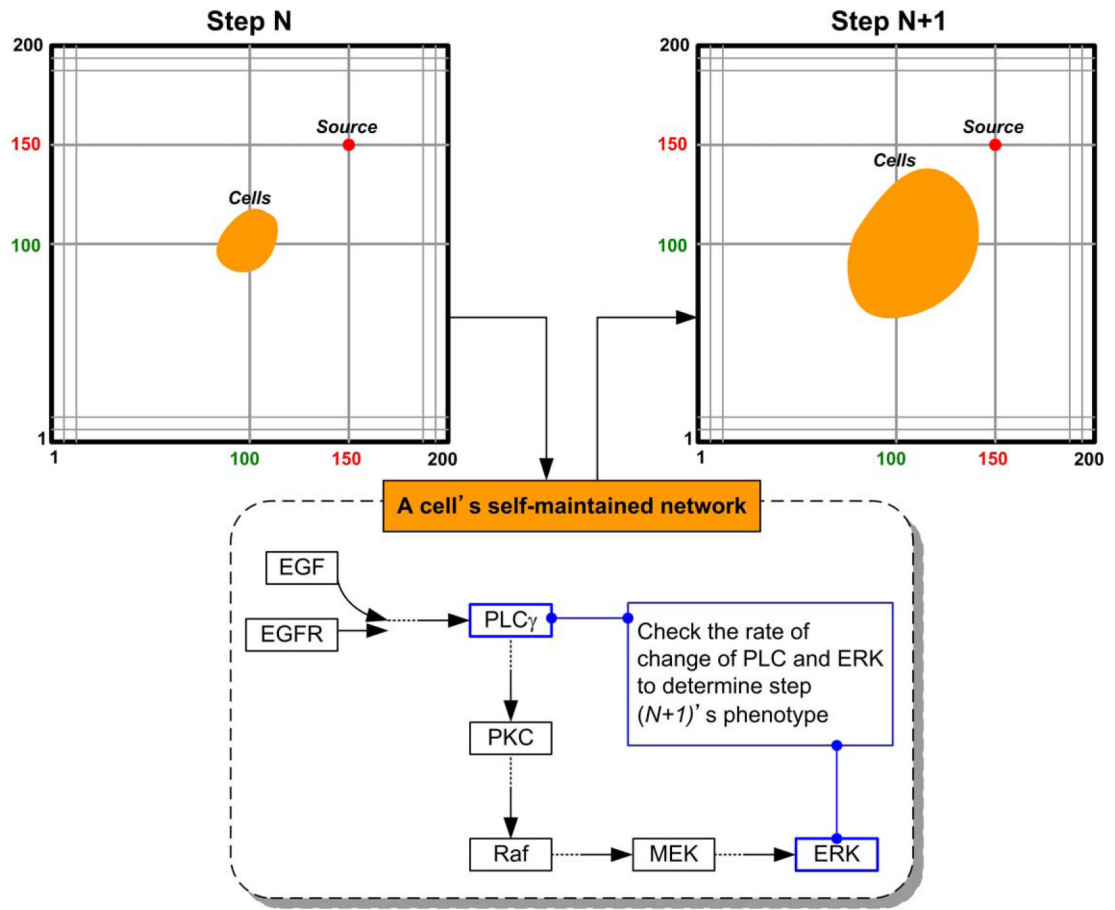 Step N
200
150
100
1
Source
Cells
1
100
150
200
Step N+1
200
150
100
1
Source
Cells
1
100
150
200
A cell's self-maintained network
EGF
EGFR
PLCγ
PKC
Raf
MEK
ERK
Check the rate of
change of PLC and ERK
to determine step
(N+1)'s phenotype